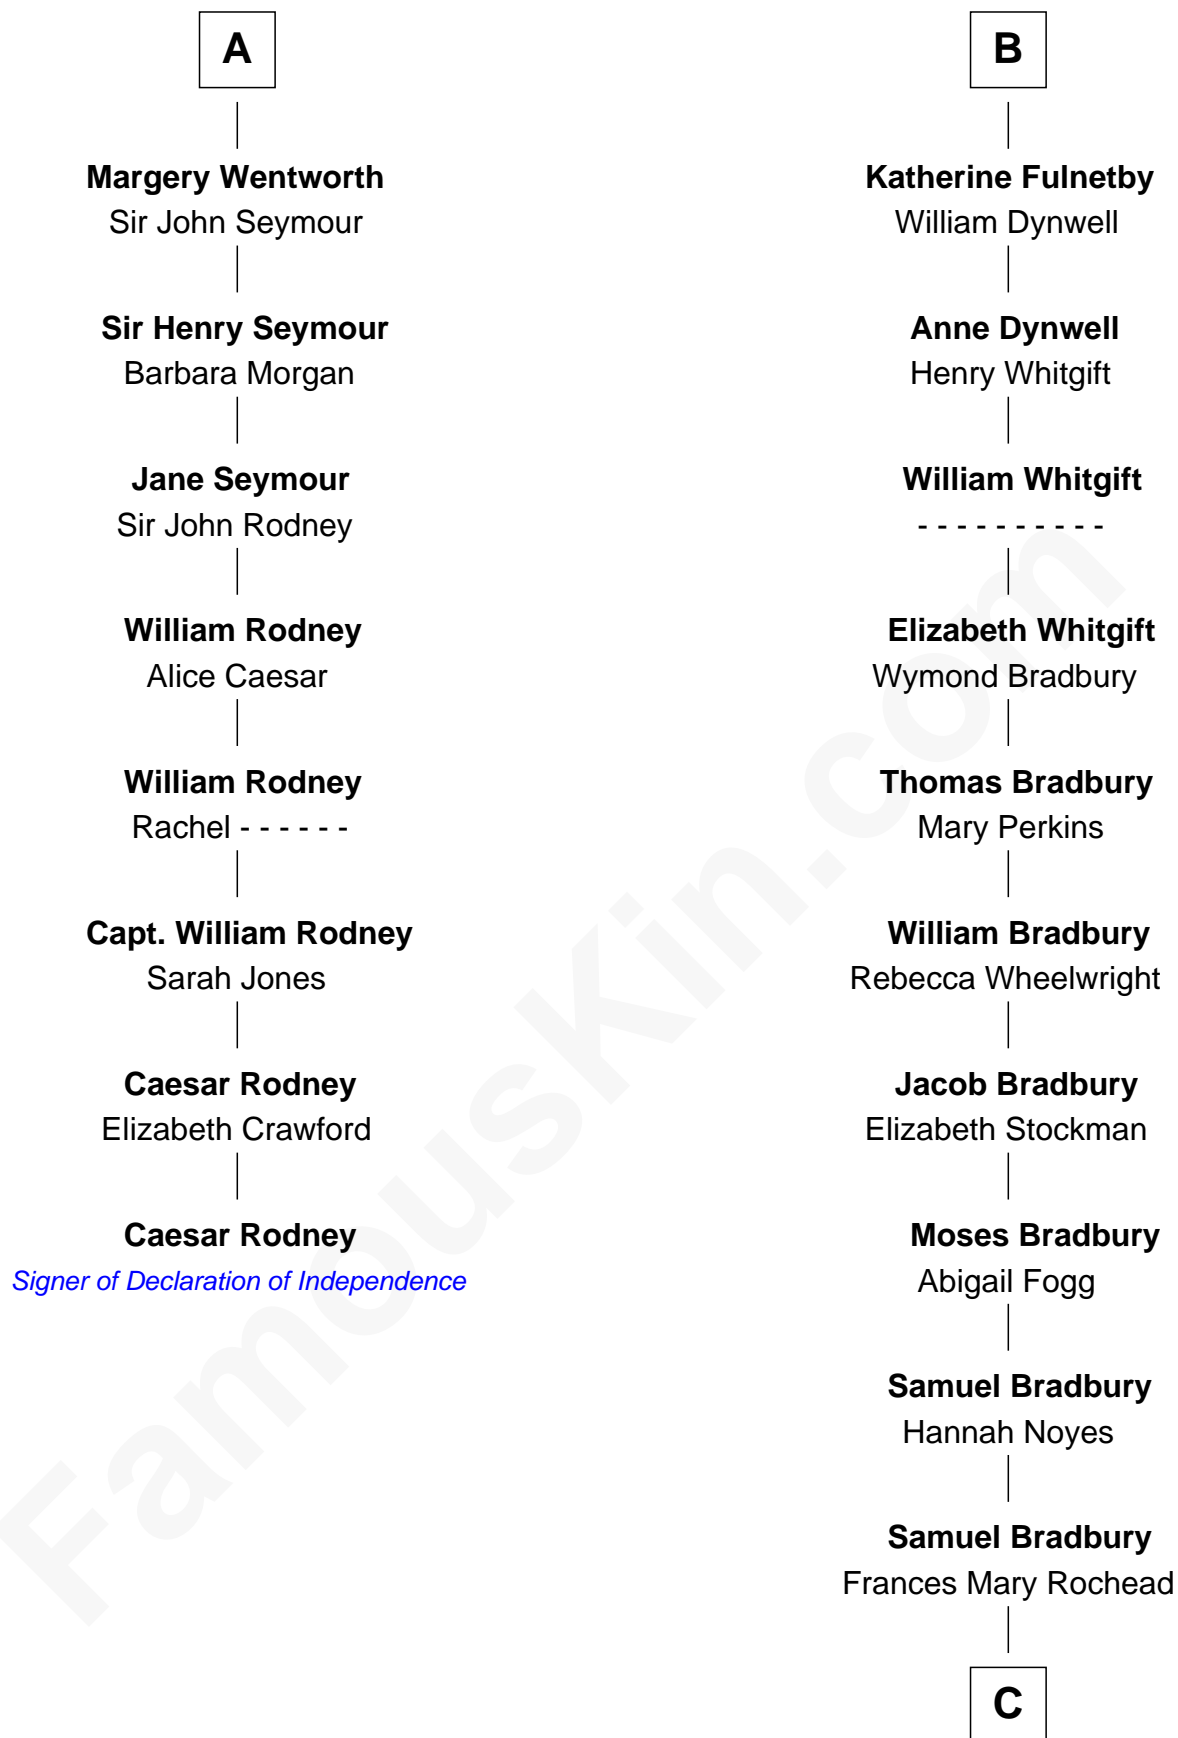 A
Margery Wentworth
Sir John Seymour
Sir Henry Seymour
Barbara Morgan
Jane Seymour
Sir John Rodney
William Rodney
Alice Caesar
William Rodney
Rachel - - - - - -
Capt. William Rodney
Sarah Jones
Caesar Rodney
Elizabeth Crawford
Caesar Rodney
Signer of Declaration of Independence
B
Katherine Fulnetby
William Dynwell
Anne Dynwell
Henry Whitgift
William Whitgift
- - - - - - - - - -
Elizabeth Whitgift
Wymond Bradbury
Thomas Bradbury
Mary Perkins
William Bradbury
Rebecca Wheelwright
Jacob Bradbury
Elizabeth Stockman
Moses Bradbury
Abigail Fogg
Samuel Bradbury
Hannah Noyes
Samuel Bradbury
Frances Mary Rochead
C
FamousKin.com